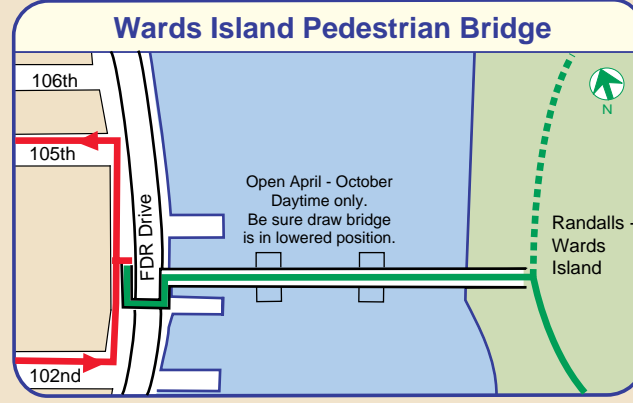 Wards Island Pedestrian Bridge
106th
105th
FDR Drive
Open April - October
Daytime only.
Be sure draw bridge
is in lowered position.
N
Randalls -
Wards
Island
102nd